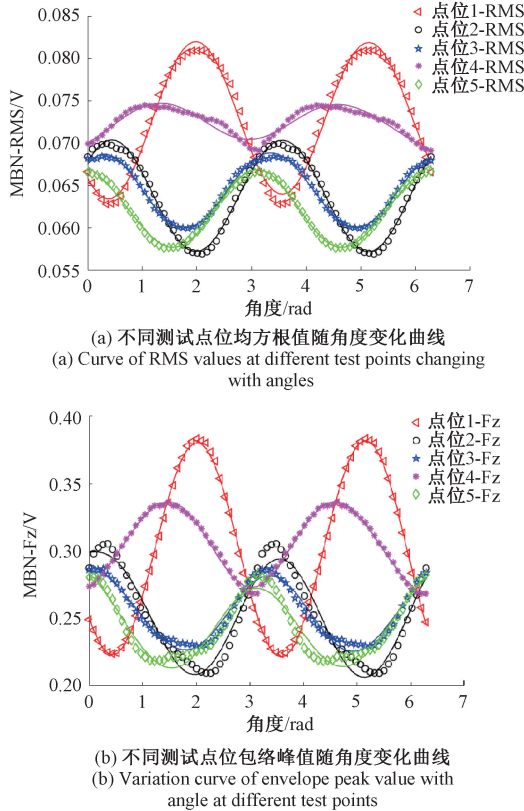 0.085
0.080
0.075
0.070
0.065
0.060
0.055
MBN-RMS/V
点位1-RMS
点位2-RMS
点位3-RMS
点位4-RMS
点位5-RMS
0 1 2 3 4 5 6 7
角度/rad
(a) 不同测试点位均方根值随角度变化曲线
(a) Curve of RMS values at different test points changing
with angles
0.40
0.35
0.30
0.25
0.20
MBN-Fz/V
点位1-Fz
点位2-Fz
点位3-Fz
点位4-Fz
点位5-Fz
0 1 2 3 4 5 6 7
角度/rad
(b) 不同测试点位包络峰值随角度变化曲线
(b) Variation curve of envelope peak value with
angle at different test points